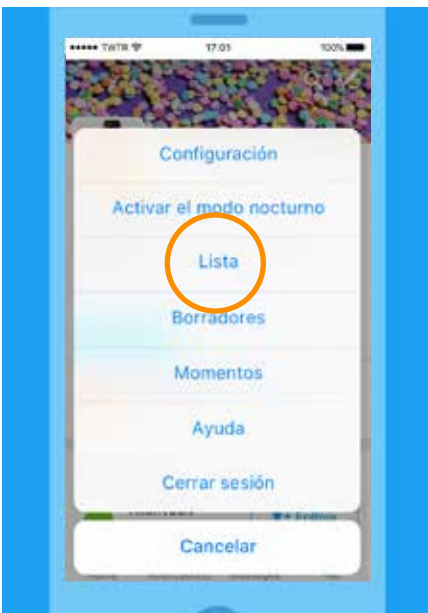 TWTR 17:01 100%
Configuración
Activar el modo nocturno
Lista
Borradores
Momentos
Ayuda
Cerrar sesión
Cancelar